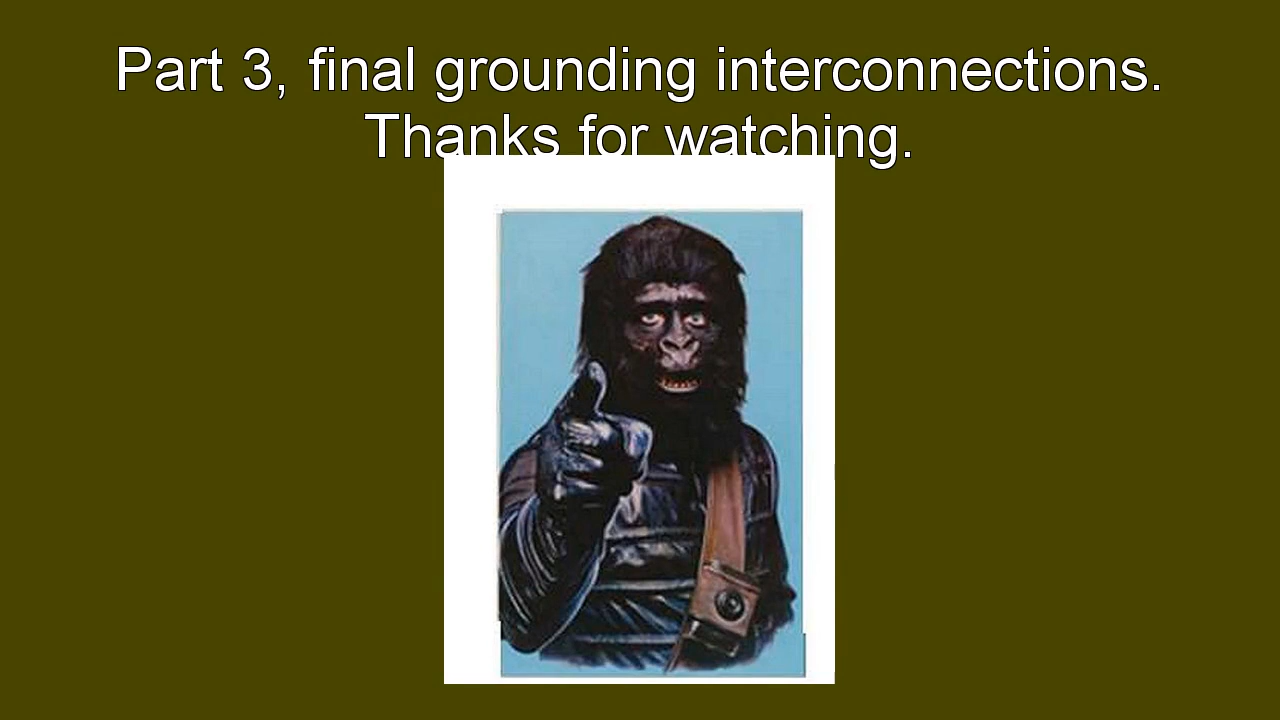 Part 3, final grounding interconnections.
Thanks for watching.